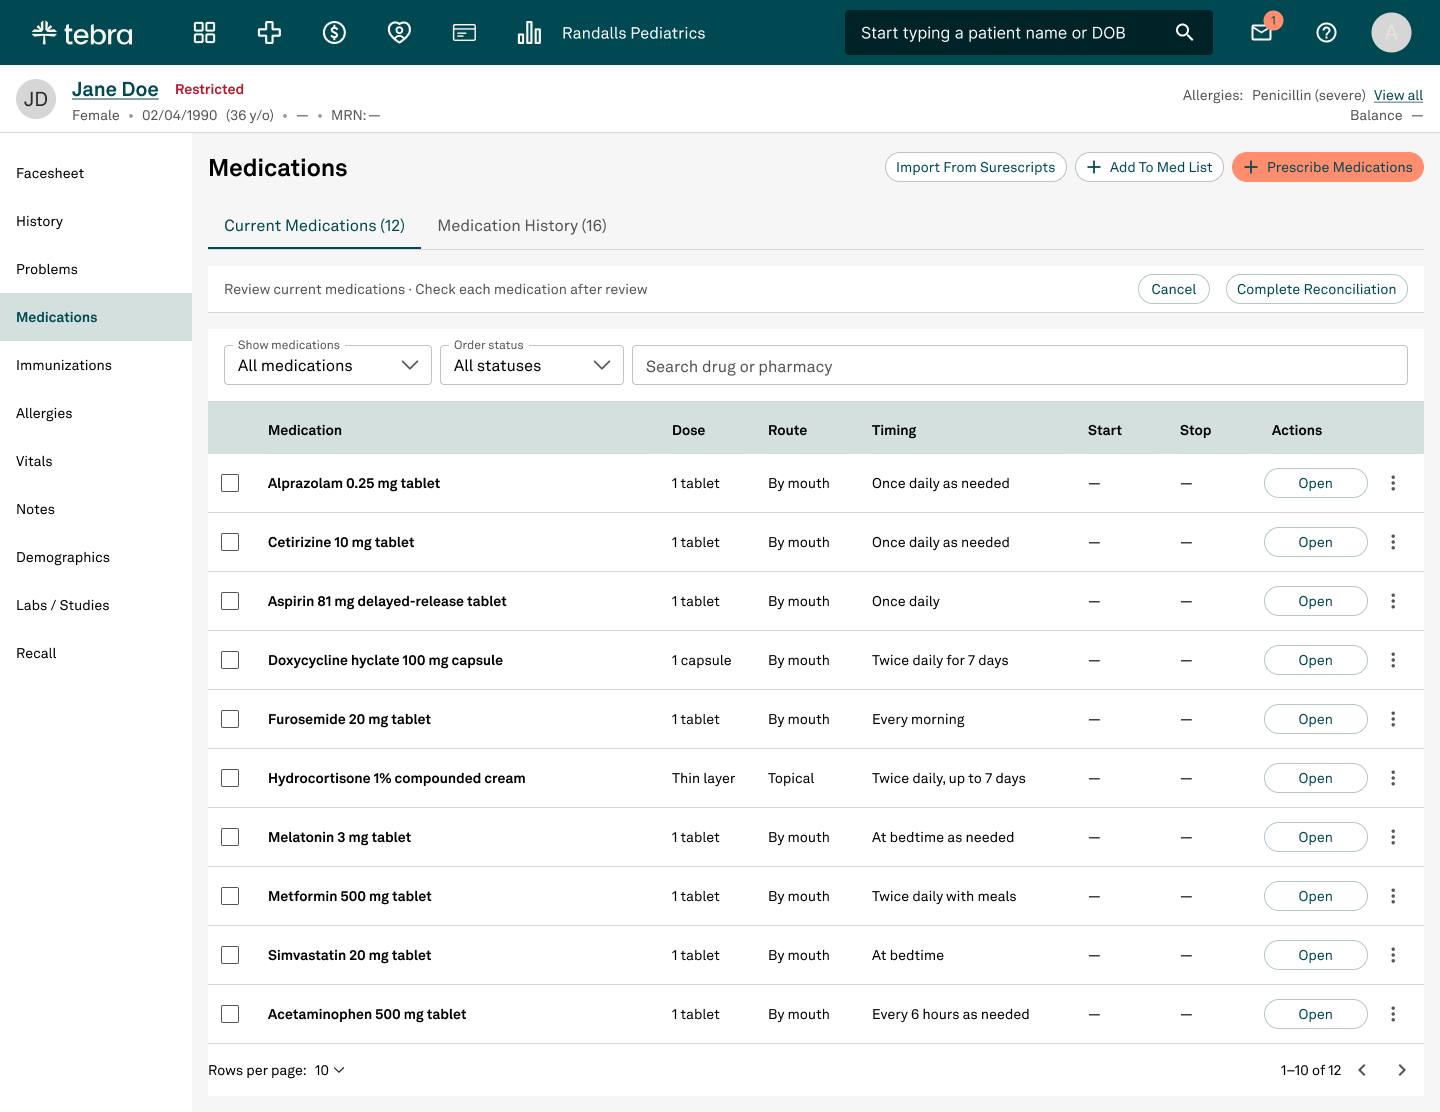 tebra
Randalls Pediatrics
Start typing a patient name or DOB
1
A
JD
Jane Doe Restricted
Female • 02/04/1990 (36 y/o) • — • MRN: —
Allergies: Penicillin (severe) View all
Balance —
Facesheet
History
Problems
Medications
Immunizations
Allergies
Vitals
Notes
Demographics
Labs / Studies
Recall
Medications
Import From Surescripts
Add To Med List
Prescribe Medications
Current Medications (12) Medication History (16)
Review current medications · Check each medication after review
Cancel
Complete Reconciliation
Show medications
All medications
Order status
All statuses
Search drug or pharmacy
Medication Dose Route Timing Start Stop Actions
Alprazolam 0.25 mg tablet 1 tablet By mouth Once daily as needed — — Open
Cetirizine 10 mg tablet 1 tablet By mouth Once daily as needed — — Open
Aspirin 81 mg delayed-release tablet 1 tablet By mouth Once daily — — Open
Doxycycline hyclate 100 mg capsule 1 capsule By mouth Twice daily for 7 days — — Open
Furosemide 20 mg tablet 1 tablet By mouth Every morning — — Open
Hydrocortisone 1% compounded cream Thin layer Topical Twice daily, up to 7 days — — Open
Melatonin 3 mg tablet 1 tablet By mouth At bedtime as needed — — Open
Metformin 500 mg tablet 1 tablet By mouth Twice daily with meals — — Open
Simvastatin 20 mg tablet 1 tablet By mouth At bedtime — — Open
Acetaminophen 500 mg tablet 1 tablet By mouth Every 6 hours as needed — — Open
Rows per page: 10
1–10 of 12